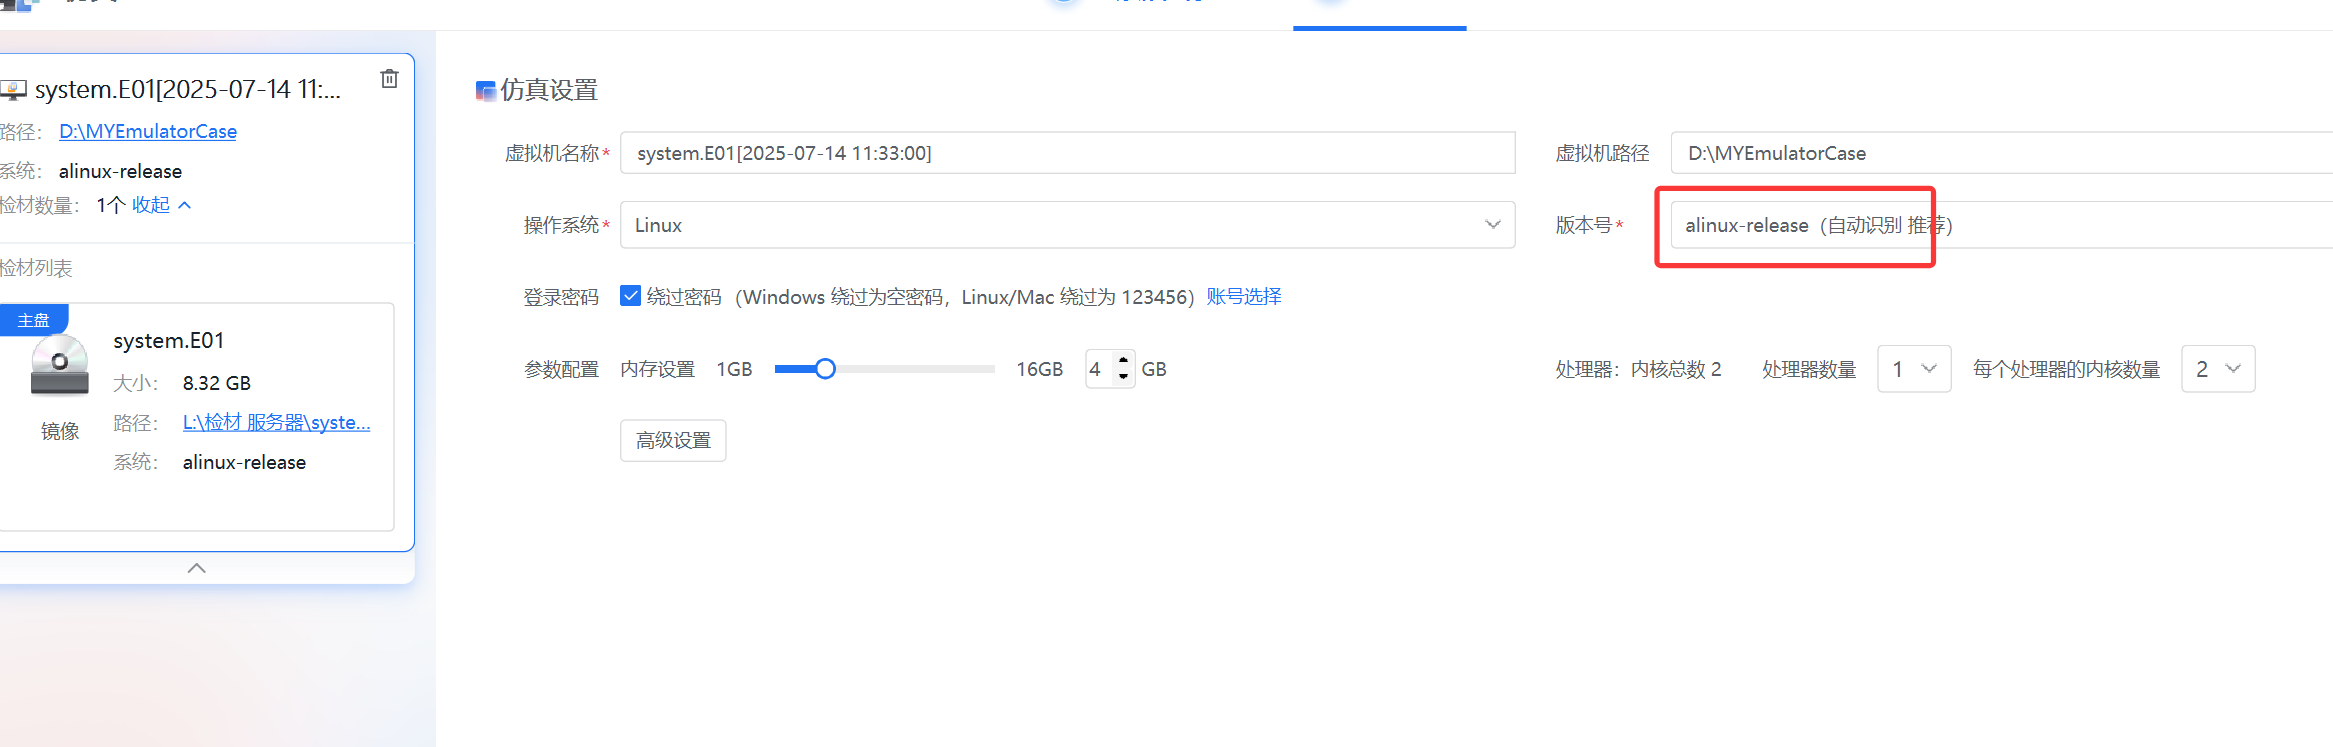 system.E01[2025-07-14 11:...
路径： D:\MYEmulatorCase
系统： alinux-release
检材数量： 1个 收起
检材列表
主盘
system.E01
大小： 8.32 GB
路径： L:\检材 服务器\syste...
镜像
系统： alinux-release
仿真设置
虚拟机名称* system.E01[2025-07-14 11:33:00]
虚拟机路径 D:\MYEmulatorCase
操作系统* Linux
版本号* alinux-release（自动识别 推荐)
登录密码 绕过密码（Windows 绕过为空密码，Linux/Mac 绕过为 123456）账号选择
参数配置 内存设置 1GB 16GB 4 GB
处理器：内核总数 2 处理器数量 1 每个处理器的内核数量 2
高级设置